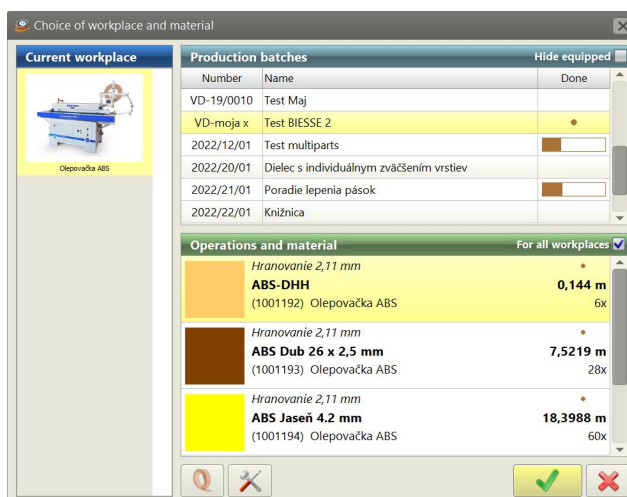 Choice of workplace and material
Current workplace
Olepovačka ABS
Production batches Hide equipped
Number Name Done
VD-19/0010 Test Maj
VD-moja x Test BIESSE 2
2022/12/01 Test multiparts
2022/20/01 Dielec s individuálnym zväčšením vrstiev
2022/21/01 Poradie lepenia pások
2022/22/01 Knižnica
Operations and material For all workplaces
Hranovanie 2,11 mm
ABS-DHH 0,144 m
(1001192) Olepovačka ABS 6x
Hranovanie 2,11 mm
ABS Dub 26 x 2,5 mm 7,5219 m
(1001193) Olepovačka ABS 28x
Hranovanie 2,11 mm
ABS Jaseň 4.2 mm 18,3988 m
(1001194) Olepovačka ABS 60x